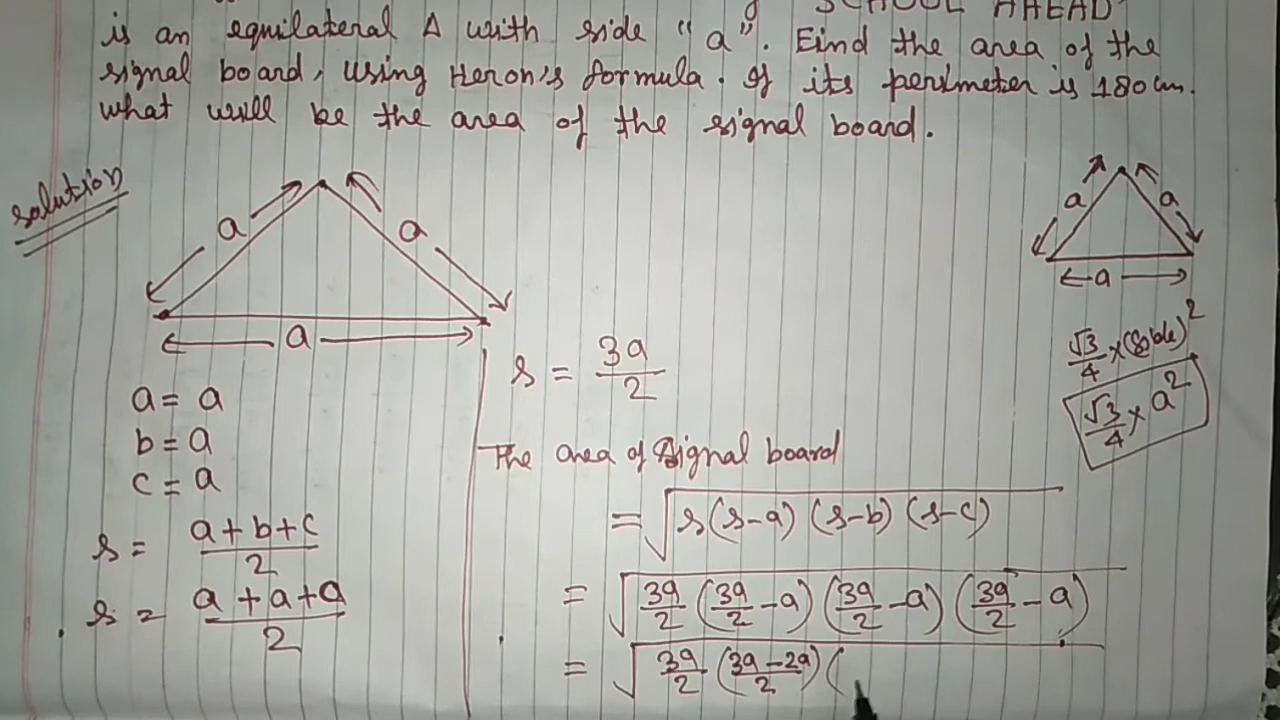 SCHOOL AHEAD
is an equilateral Δ with side "a". Find the area of the
signal board, using Heron's formula. If its perimeter is 180 cm.
what will be the area of the signal board.
Solution
a
a
a
a = a
b = a
c = a
s = a+b+c/2
s = a+a+a/2
s = 3a/2
The area of Signal board
= √s(s-a)(s-b)(s-c)
= √3a/2(3a/2-a)(3a/2-a)(3a/2-a)
= √3a/2(3a-2a/2)(
a
a
a
√3/4×(Side)²
√3/4×a²